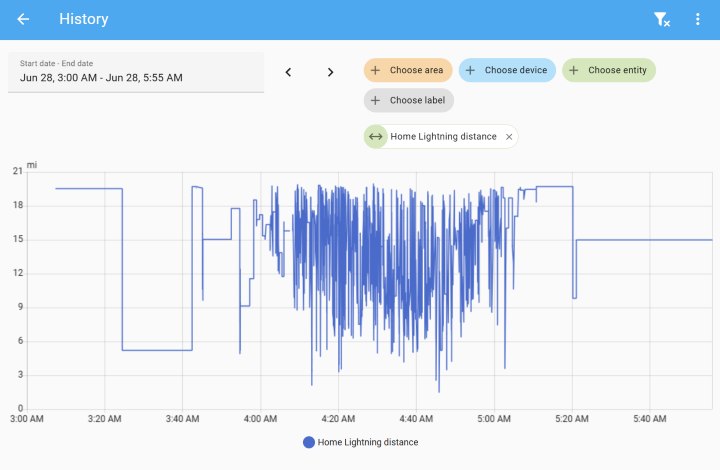 History
Start date - End date
Jun 28, 3:00 AM - Jun 28, 5:55 AM
Choose area
Choose device
Choose entity
Choose label
Home Lightning distance
mi
21
18
15
12
9
6
3
0
3:00 AM 3:20 AM 3:40 AM 4:00 AM 4:20 AM 4:40 AM 5:00 AM 5:20 AM 5:40 AM
Home Lightning distance